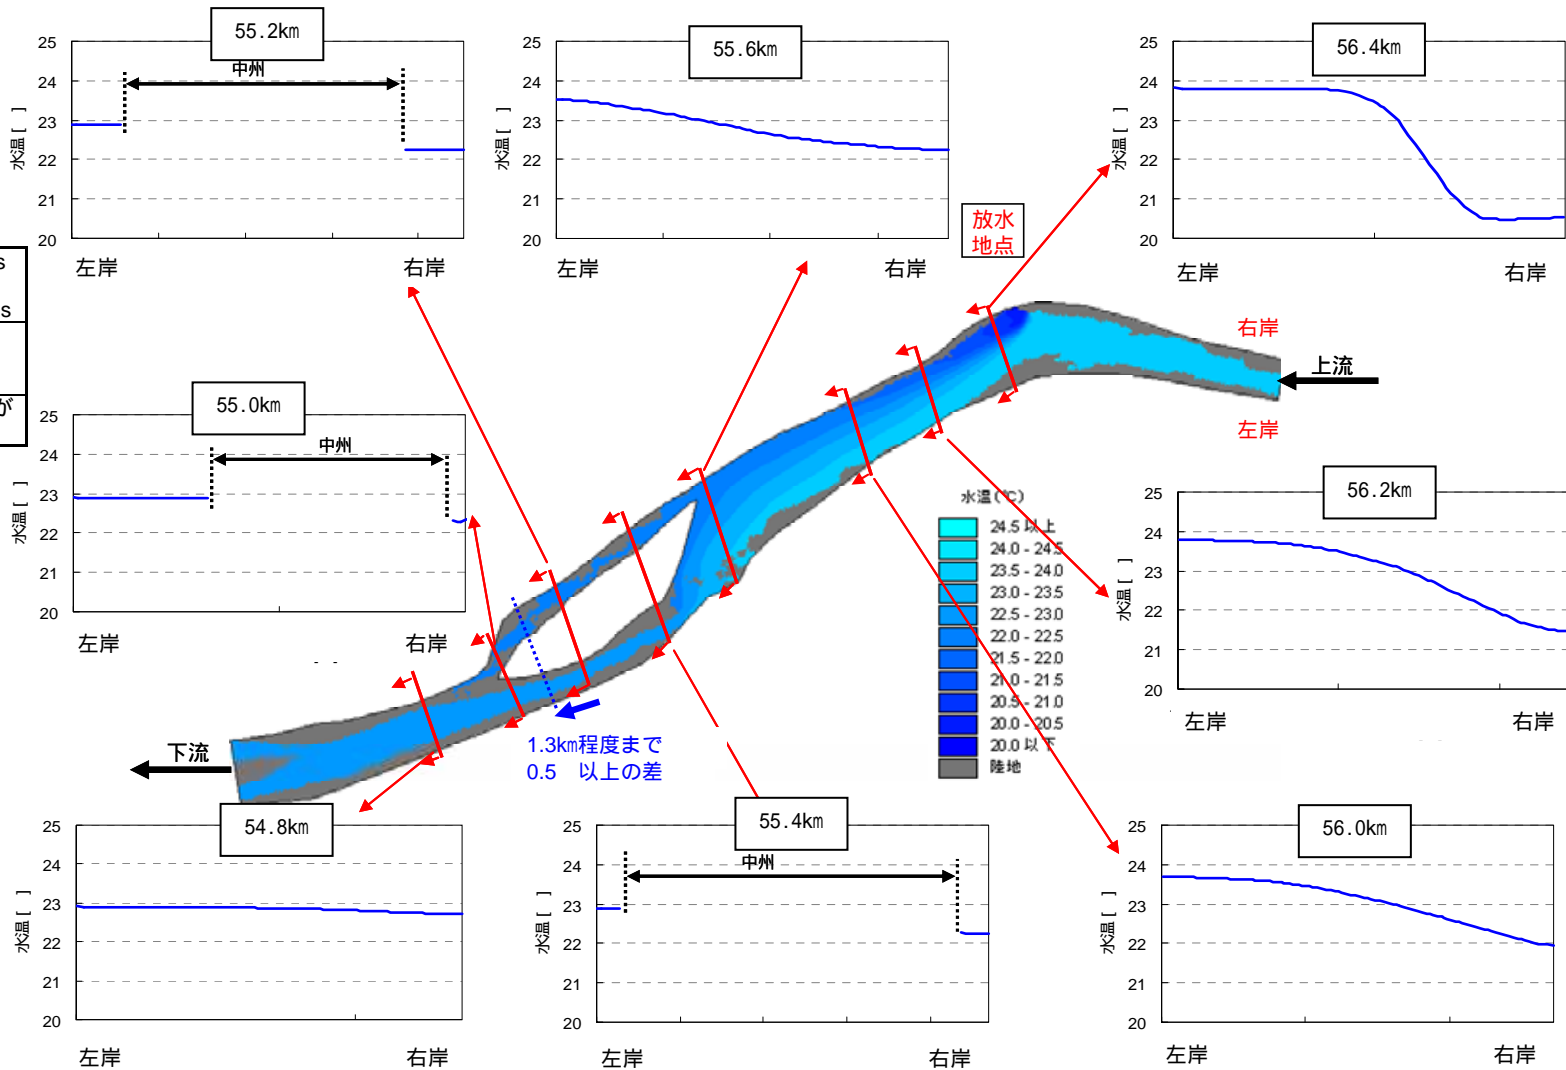 55.2km
25
24
23
22
21
20
水温 [ ]
中州
左岸
右岸
55.6km
25
24
23
22
21
20
水温 [ ]
左岸
右岸
56.4km
25
24
23
22
21
20
水温 [ ]
左岸
右岸
放水
地点
s
s
が
55.0km
25
24
23
22
21
20
水温 [ ]
中州
左岸
右岸
右岸
上流
左岸
水温(℃)
24.5 以上
24.0 - 24.5
23.5 - 24.0
23.0 - 23.5
22.5 - 23.0
22.0 - 22.5
21.5 - 22.0
21.0 - 21.5
20.5 - 21.0
20.0 - 20.5
20.0 以下
陸地
56.2km
25
24
23
22
21
20
水温 [ ]
左岸
右岸
下流
1.3km程度まで
0.5 以上の差
54.8km
25
24
23
22
21
20
水温 [ ]
左岸
右岸
55.4km
25
24
23
22
21
20
水温 [ ]
中州
左岸
右岸
56.0km
25
24
23
22
21
20
水温 [ ]
左岸
右岸